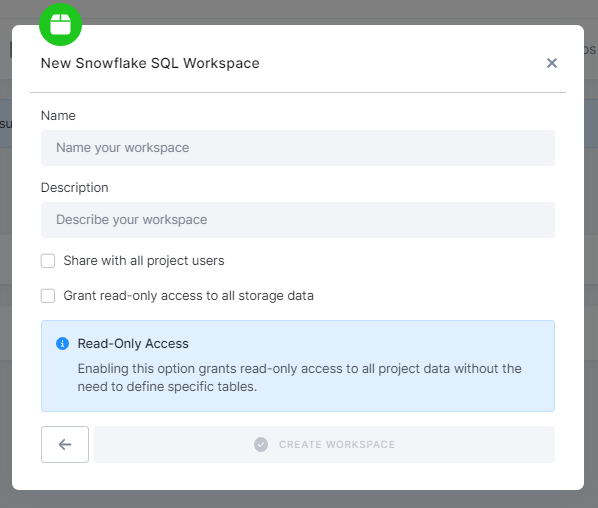 New Snowflake SQL Workspace
Name
Name your workspace
Description
Describe your workspace
Share with all project users
Grant read-only access to all storage data
Read-Only Access
Enabling this option grants read-only access to all project data without the
need to define specific tables.
CREATE WORKSPACE